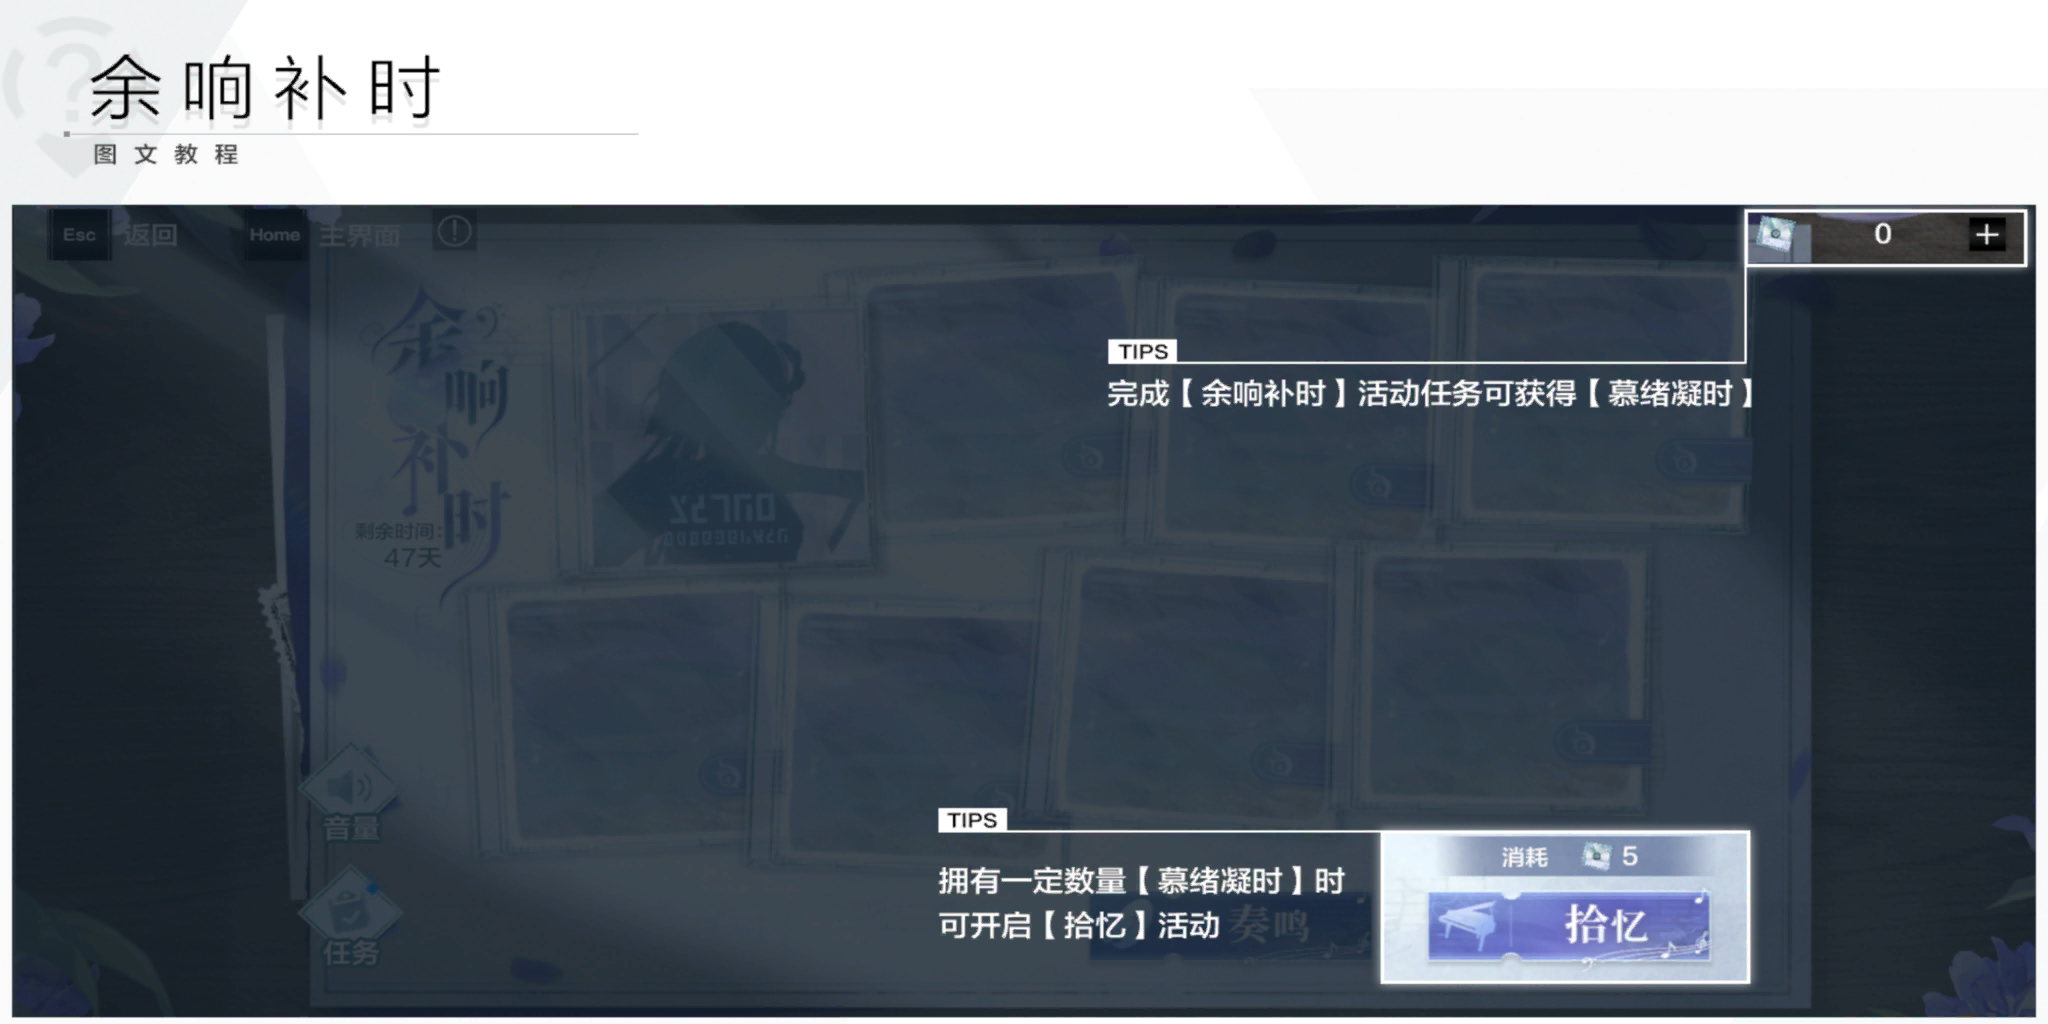 余响补时
图文教程
Esc 返回 Home 主界面
0
余响补时
TIPS
完成【余响补时】活动任务可获得【慕绪凝时】
剩余时间:
47天
音量
TIPS
消耗 5
拥有一定数量【慕绪凝时】时
可开启【拾忆】活动
奏鸣
拾忆
任务